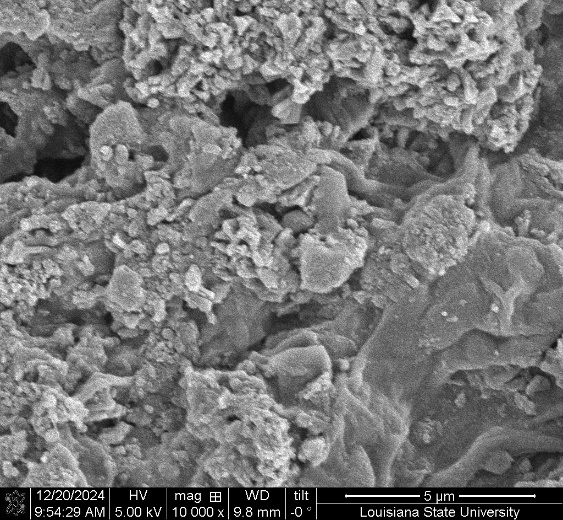 12/20/2024 HV mag WD tilt 5 µm
9:54:29 AM 5.00 kV 10 000 x 9.8 mm -0 ° Louisiana State University